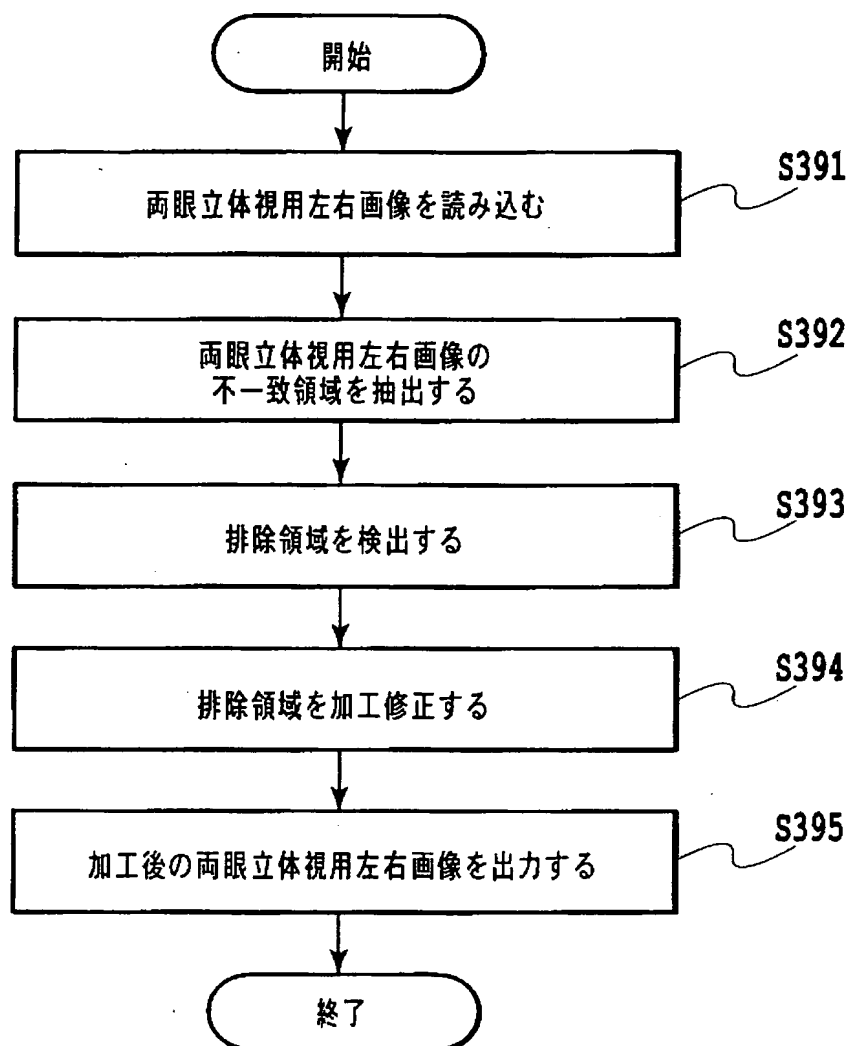 開始
両眼立体視用左右画像を読み込む
S391
両眼立体視用左右画像の
不一致領域を抽出する
S392
排除領域を検出する
S393
排除領域を加工修正する
S394
加工後の両眼立体視用左右画像を出力する
S395
終了